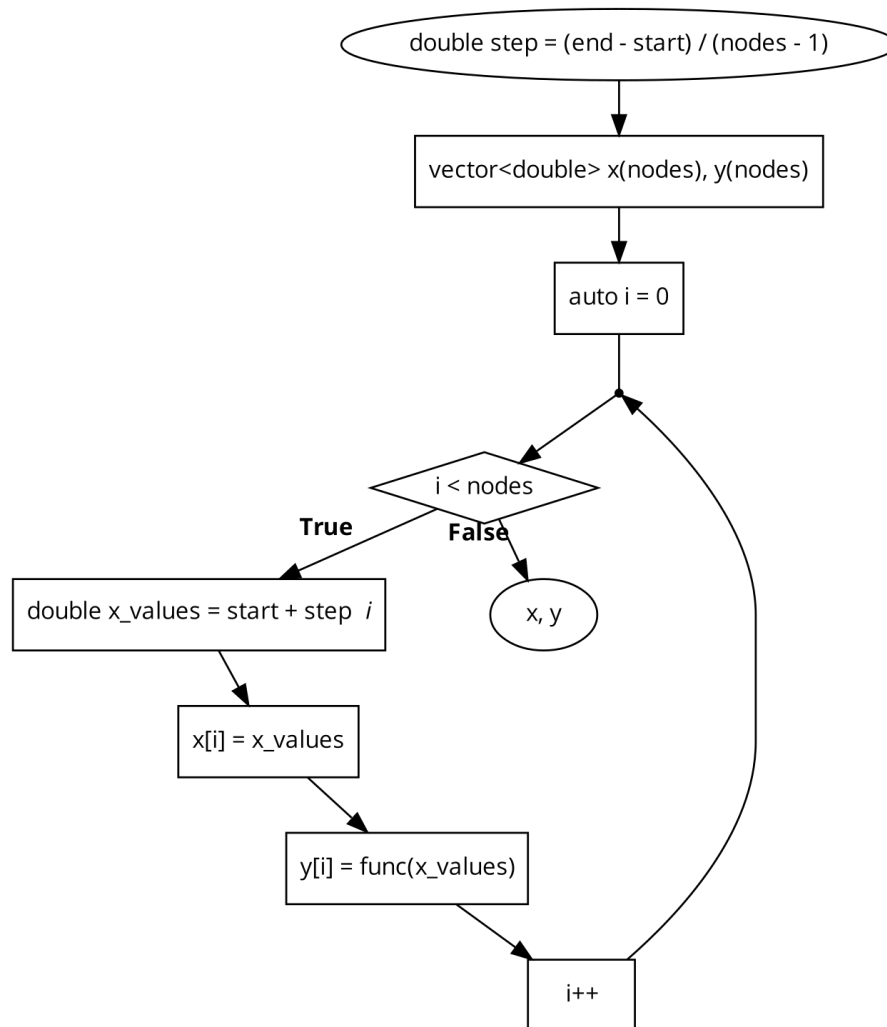 double step = (end - start) / (nodes - 1)
vector<double> x(nodes), y(nodes)
auto i = 0
i < nodes
True
False
double x_values = start + step  i
x, y
x[i] = x_values
y[i] = func(x_values)
i++